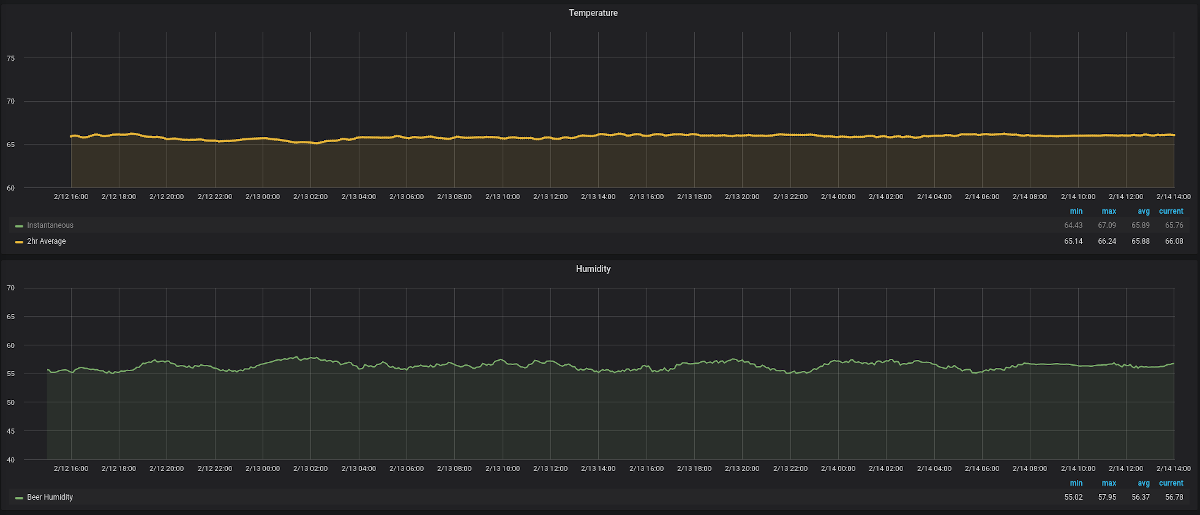 Temperature
75
70
65
60
2/12 16:00 2/12 18:00 2/12 20:00 2/12 22:00 2/13 00:00 2/13 02:00 2/13 04:00 2/13 06:00 2/13 08:00 2/13 10:00 2/13 12:00 2/13 14:00 2/13 16:00 2/13 18:00 2/13 20:00 2/13 22:00 2/14 00:00 2/14 02:00 2/14 04:00 2/14 06:00 2/14 08:00 2/14 10:00 2/14 12:00 2/14 14:00
min max avg current
Instantaneous 64.43 67.09 65.89 65.76
2hr Average 65.14 66.24 65.88 66.08
Humidity
70
65
60
55
50
45
40
2/12 16:00 2/12 18:00 2/12 20:00 2/12 22:00 2/13 00:00 2/13 02:00 2/13 04:00 2/13 06:00 2/13 08:00 2/13 10:00 2/13 12:00 2/13 14:00 2/13 16:00 2/13 18:00 2/13 20:00 2/13 22:00 2/14 00:00 2/14 02:00 2/14 04:00 2/14 06:00 2/14 08:00 2/14 10:00 2/14 12:00 2/14 14:00
min max avg current
Beer Humidity 55.02 57.95 56.37 56.78